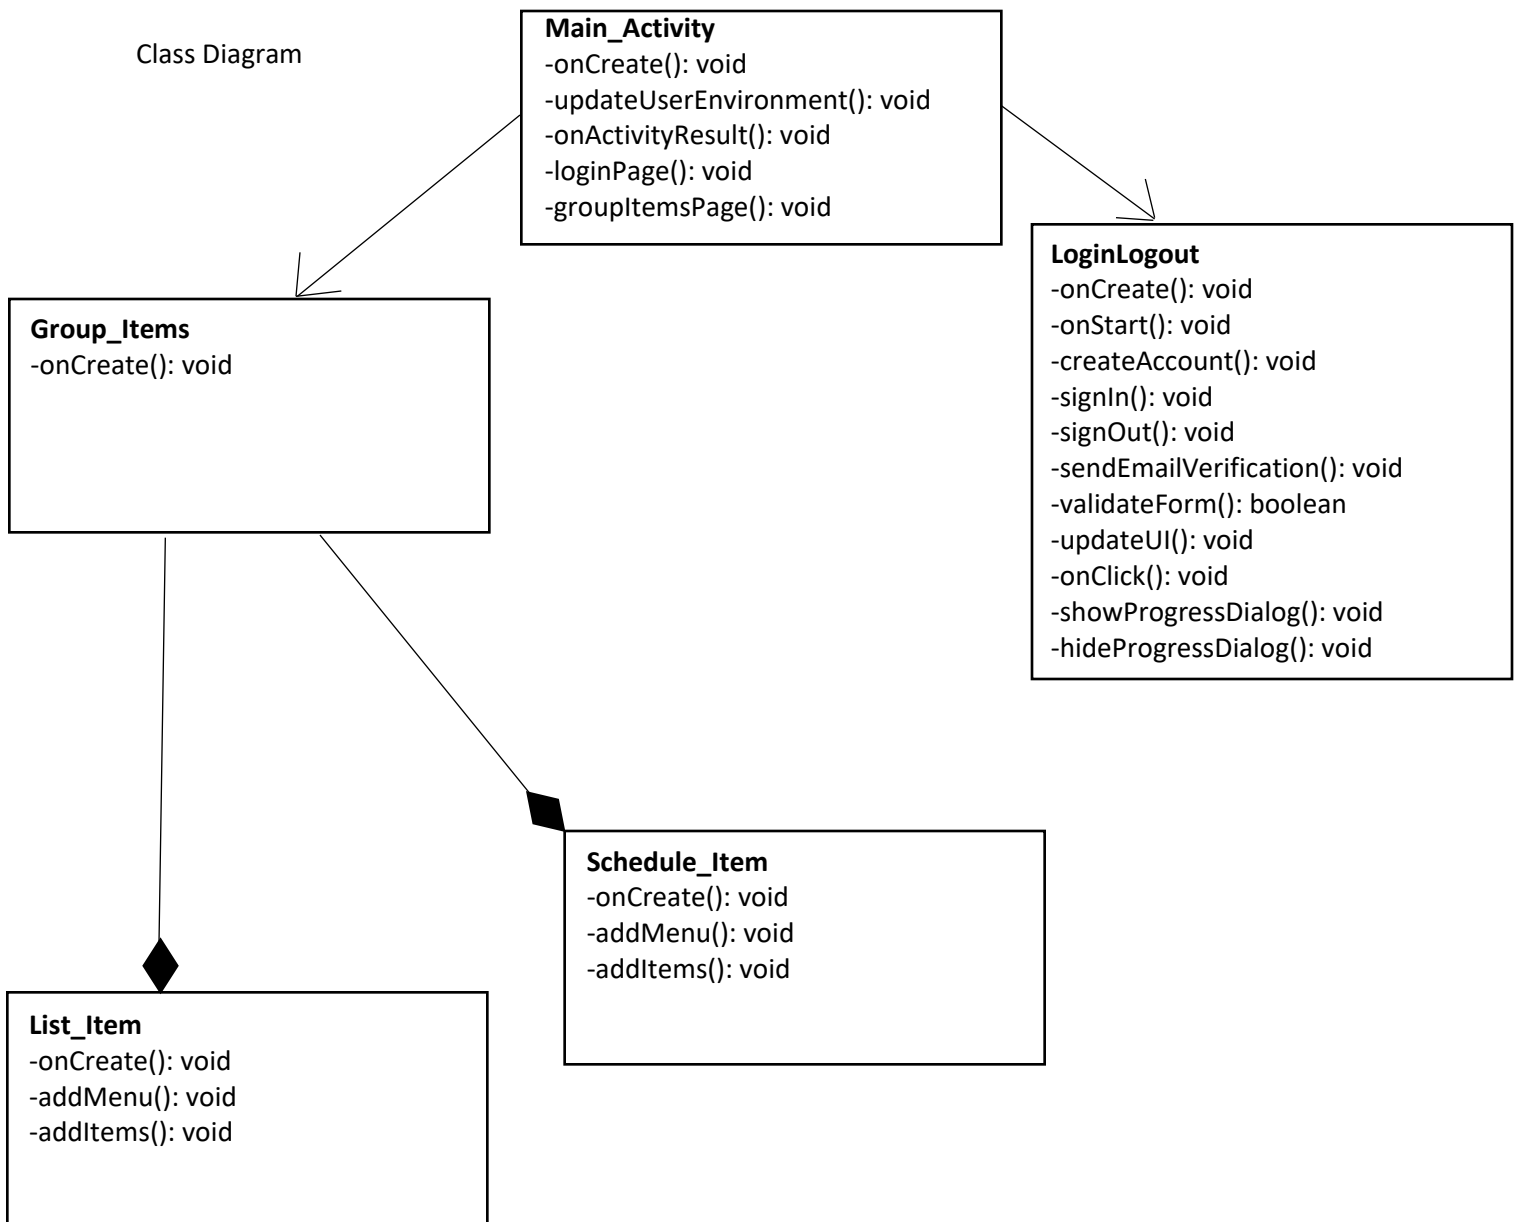 Class Diagram
Main_Activity
-onCreate(): void
-updateUserEnvironment(): void
-onActivityResult(): void
-loginPage(): void
-groupItemsPage(): void
LoginLogout
-onCreate(): void
-onStart(): void
-createAccount(): void
-signIn(): void
-signOut(): void
-sendEmailVerification(): void
-validateForm(): boolean
-updateUI(): void
-onClick(): void
-showProgressDialog(): void
-hideProgressDialog(): void
Group_Items
-onCreate(): void
Schedule_Item
-onCreate(): void
-addMenu(): void
-addItems(): void
List_Item
-onCreate(): void
-addMenu(): void
-addItems(): void